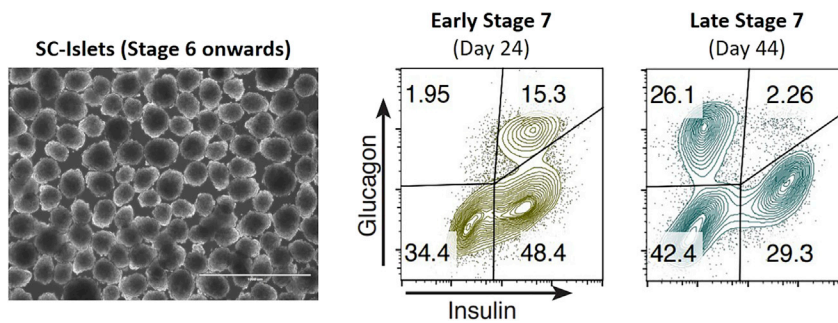 SC-Islets (Stage 6 onwards)
Early Stage 7
(Day 24)
Late Stage 7
(Day 44)
1.95
15.3
34.4
48.4
26.1
2.26
42.4
29.3
Glucagon
Insulin